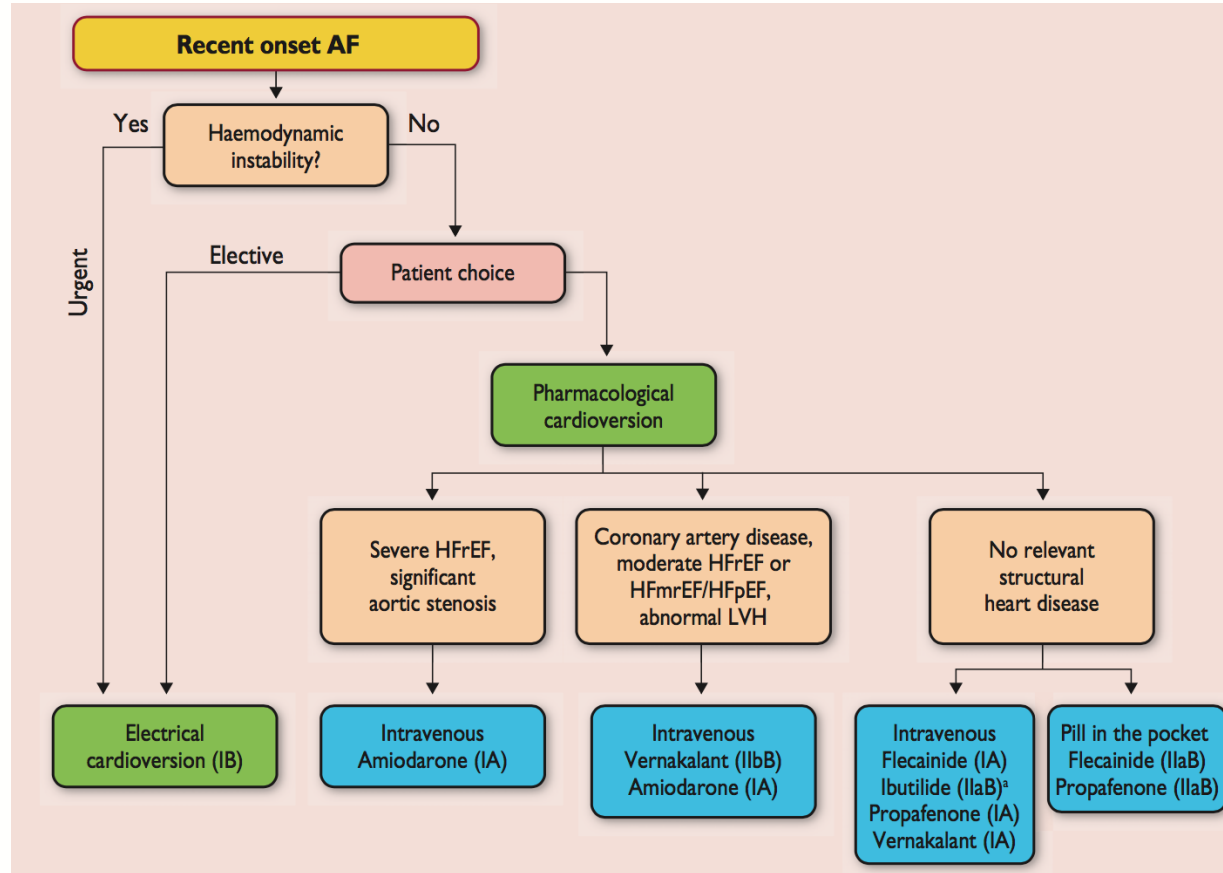 Recent onset AF
Yes
Haemodynamic
instability?
No
Urgent
Elective
Patient choice
Pharmacological
cardioversion
Severe HFrEF,
significant
aortic stenosis
Coronary artery disease,
moderate HFrEF or
HFmrEF/HFpEF,
abnormal LVH
No relevant
structural
heart disease
Electrical
cardioversion (IB)
Intravenous
Amiodarone (IA)
Intravenous
Vernakalant (IIbB)
Amiodarone (IA)
Intravenous
Flecainide (IA)
Ibutilide (IIaB)ᵃ
Propafenone (IA)
Vernakalant (IA)
Pill in the pocket
Flecainide (IIaB)
Propafenone (IIaB)